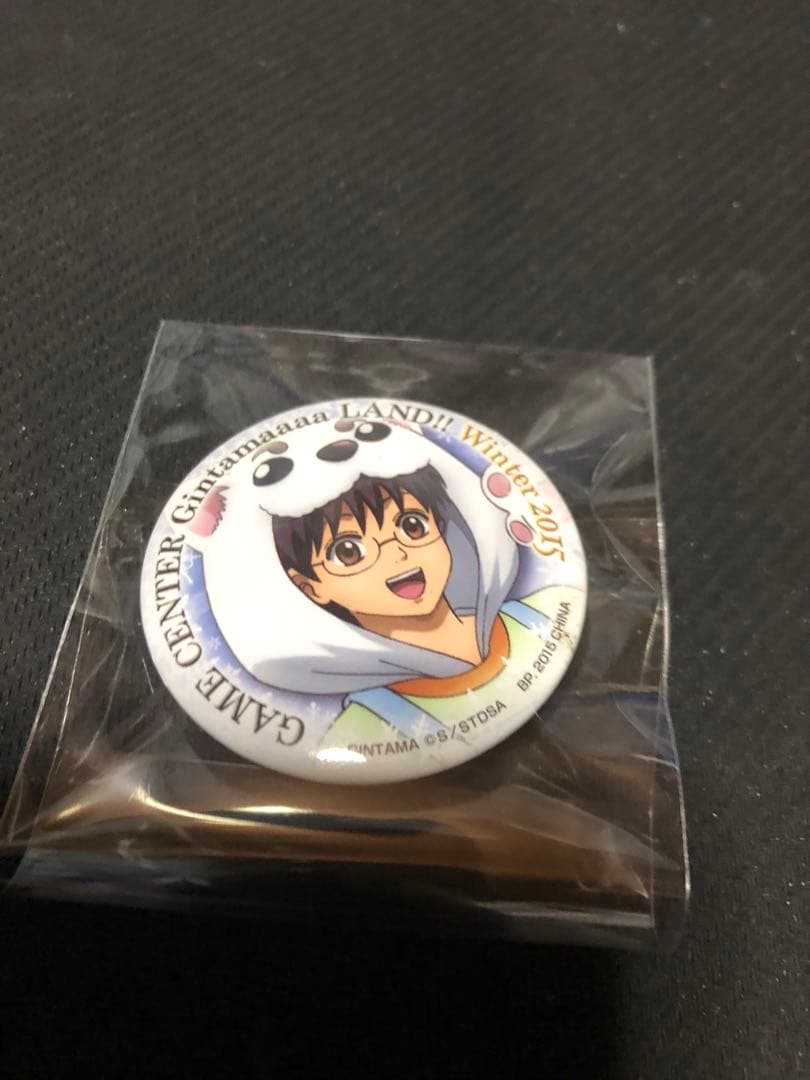 GAME CENTER Gintamaaaa LAND!! Winter 2015
GINTAMA ©S/STDSA
BP. 2015 CHINA